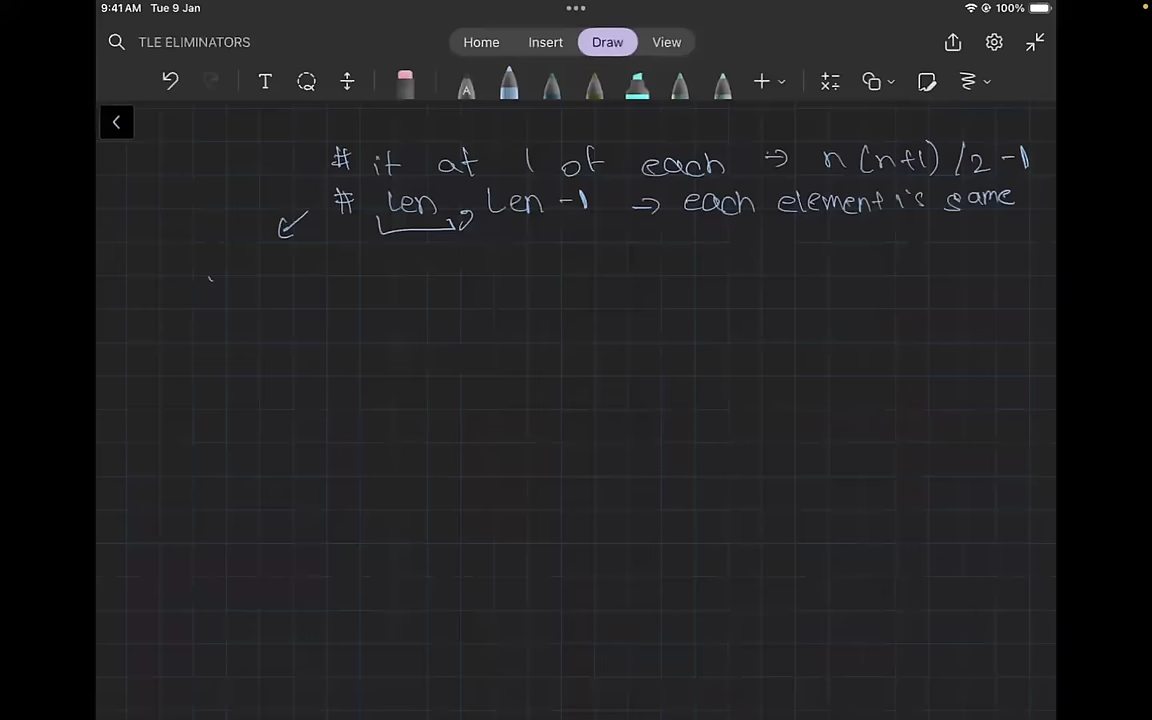 9:41 AM Tue 9 Jan 100%
TLE ELIMINATORS Home Insert Draw View
T A
# it at 1 of each → n(n+1)/2 -1
# Len Len -1 → each element is same